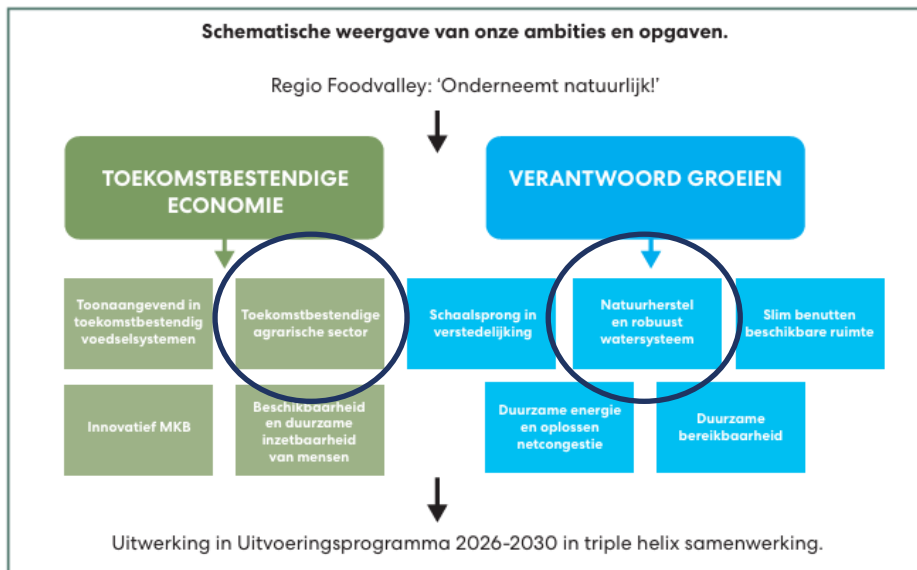 Schematische weergave van onze ambities en opgaven.
Regio Foodvalley: ‘Onderneemt natuurlijk!’
TOEKOMSTBESTENDIGE
ECONOMIE
VERANTWOORD GROEIEN
Toonaangevend in
toekomstbestendig
voedselsystemen
Toekomstbestendige
agrarische sector
Schaalsprong in
verstedelijking
Natuurherstel
en robuust
watersysteem
Slim benutten
beschikbare ruimte
Innovatief MKB
Beschikbaarheid
en duurzame
inzetbaarheid
van mensen
Duurzame energie
en oplossen
netcongestie
Duurzame
bereikbaarheid
Uitwerking in Uitvoeringsprogramma 2026-2030 in triple helix samenwerking.